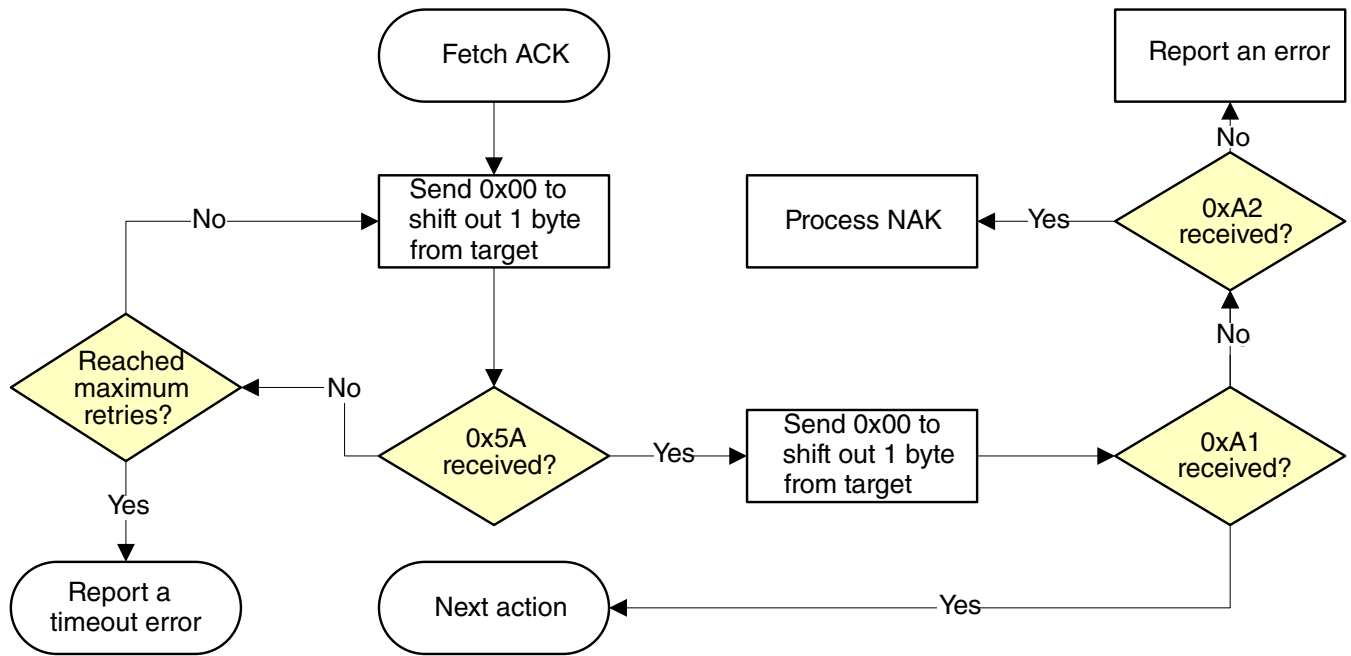 Fetch ACK
Report an error
No
Send 0x00 to
shift out 1 byte
from target
Process NAK
Yes
0xA2
received?
No
No
Reached
maximum
retries?
No
0x5A
received?
Yes
Send 0x00 to
shift out 1 byte
from target
0xA1
received?
Yes
Report a
timeout error
Next action
Yes